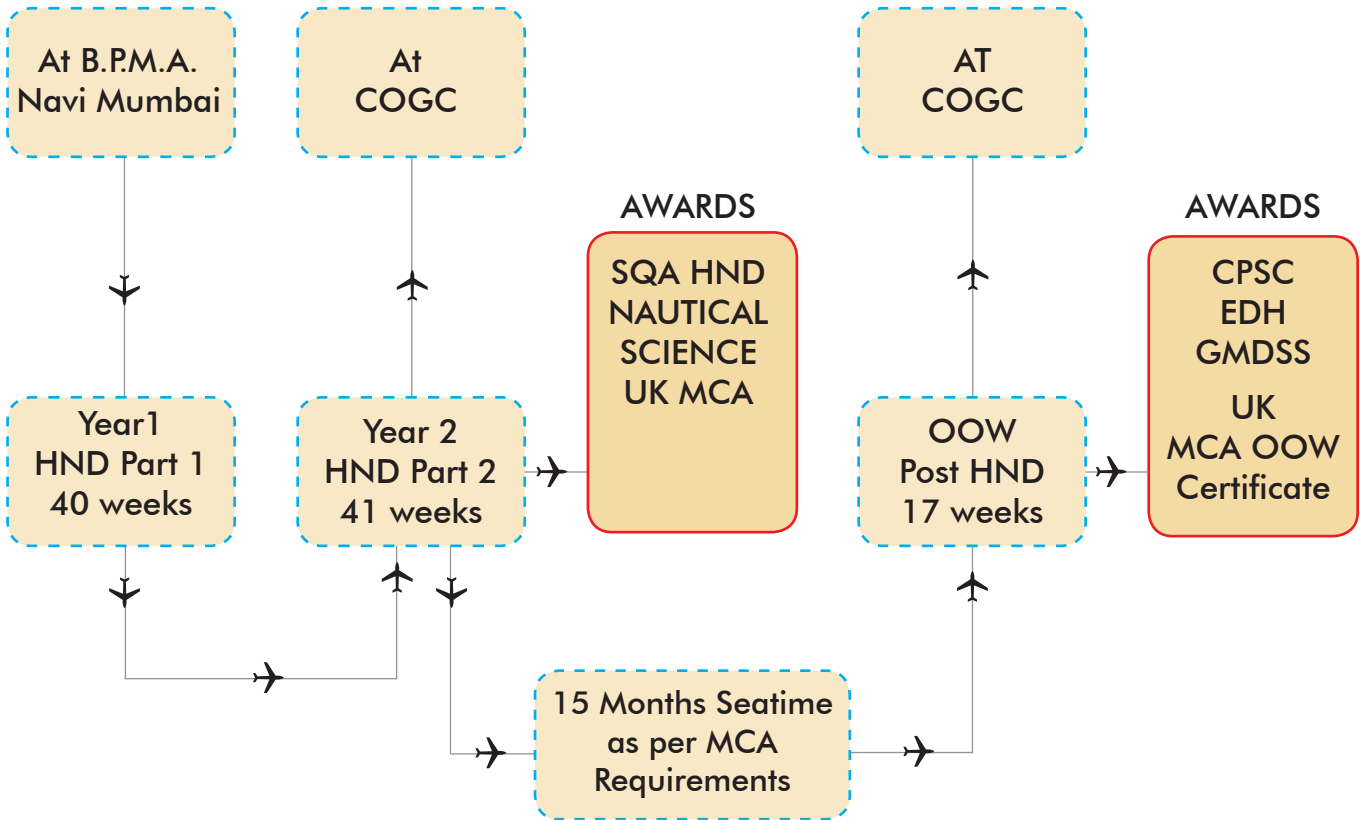 At B.P.M.A.
Navi Mumbai
At
COGC
AT
COGC
AWARDS
SQA HND
NAUTICAL
SCIENCE
UK MCA
AWARDS
CPSC
EDH
GMDSS
UK
MCA OOW
Certificate
Year1
HND Part 1
40 weeks
Year 2
HND Part 2
41 weeks
OOW
Post HND
17 weeks
15 Months Seatime
as per MCA
Requirements